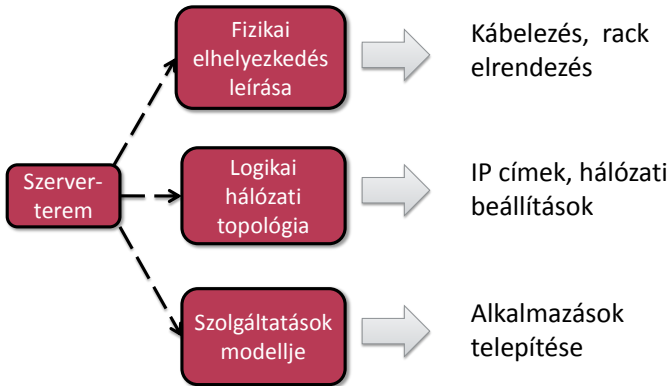 Szerver-
terem
Fizikai
elhelyezkedés
leírása
Kábelezés, rack
elrendezés
Logikai
hálózati
topológia
IP címek, hálózati
beállítások
Szolgáltatások
modellje
Alkalmazások
telepítése